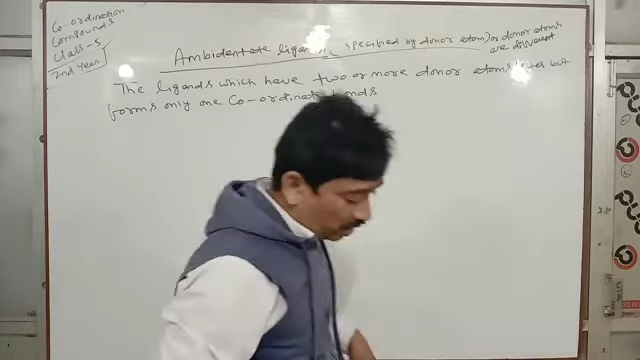 Co-ordination
Compounds
Class-5
2nd Year
Ambidentate ligand ( specified by donor atom) or donor atoms
are different
The ligands which have two or more donor atoms but
forms only one Co-ordinate bonds